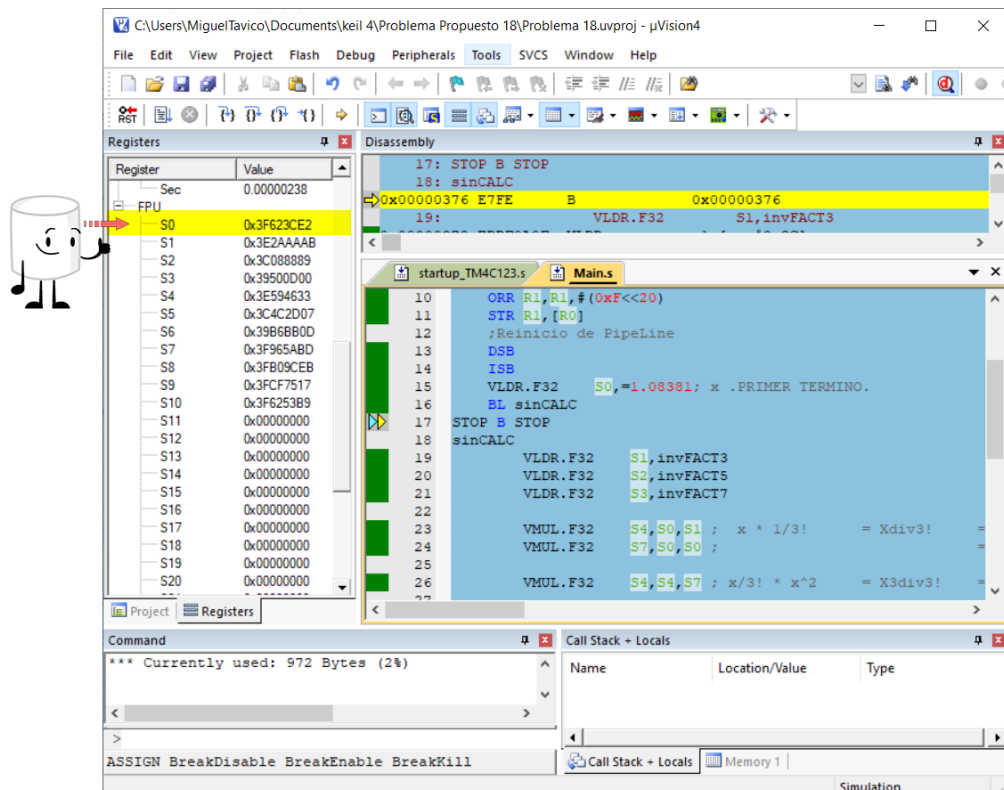 C:\Users\MiguelTavico\Documents\keil 4\Problema Propuesto 18\Problema 18.uvproj - µVision4
File Edit View Project Flash Debug Peripherals Tools SVCS Window Help
RST
Registers
Register Value
Sec 0.00000238
FPU
S0 0x3F623CE2
S1 0x3E2AAAAB
S2 0x3C088889
S3 0x39500D00
S4 0x3E594633
S5 0x3C4C2D07
S6 0x39B6BB0D
S7 0x3F965ABD
S8 0x3FB09CEB
S9 0x3FCF7517
S10 0x3F6253B9
S11 0x00000000
S12 0x00000000
S13 0x00000000
S14 0x00000000
S15 0x00000000
S16 0x00000000
S17 0x00000000
S18 0x00000000
S19 0x00000000
S20 0x00000000
Project Registers
Disassembly
17: STOP B STOP
18: sinCALC
0x00000376 E7FE B 0x00000376
19: VLDR.F32 S1,invFACT3
startup_TM4C123.s Main.s
10 ORR R1,R1,#(0xF<<20)
11 STR R1,[R0]
12 ;Reinicio de PipeLine
13 DSB
14 ISB
15 VLDR.F32 S0,=1.08381; x .PRIMER TERMINO.
16 BL sinCALC
17 STOP B STOP
18 sinCALC
19 VLDR.F32 S1,invFACT3
20 VLDR.F32 S2,invFACT5
21 VLDR.F32 S3,invFACT7
22
23 VMUL.F32 S4,S0,S1 ; x * 1/3! = Xdiv3! =
24 VMUL.F32 S7,S0,S0 ; =
25
26 VMUL.F32 S4,S4,S7 ; x/3! * x^2 = X3div3! =
27
Command
*** Currently used: 972 Bytes (2%)
>
ASSIGN BreakDisable BreakEnable BreakKill
Call Stack + Locals
Name Location/Value Type
Call Stack + Locals Memory 1
Simulation